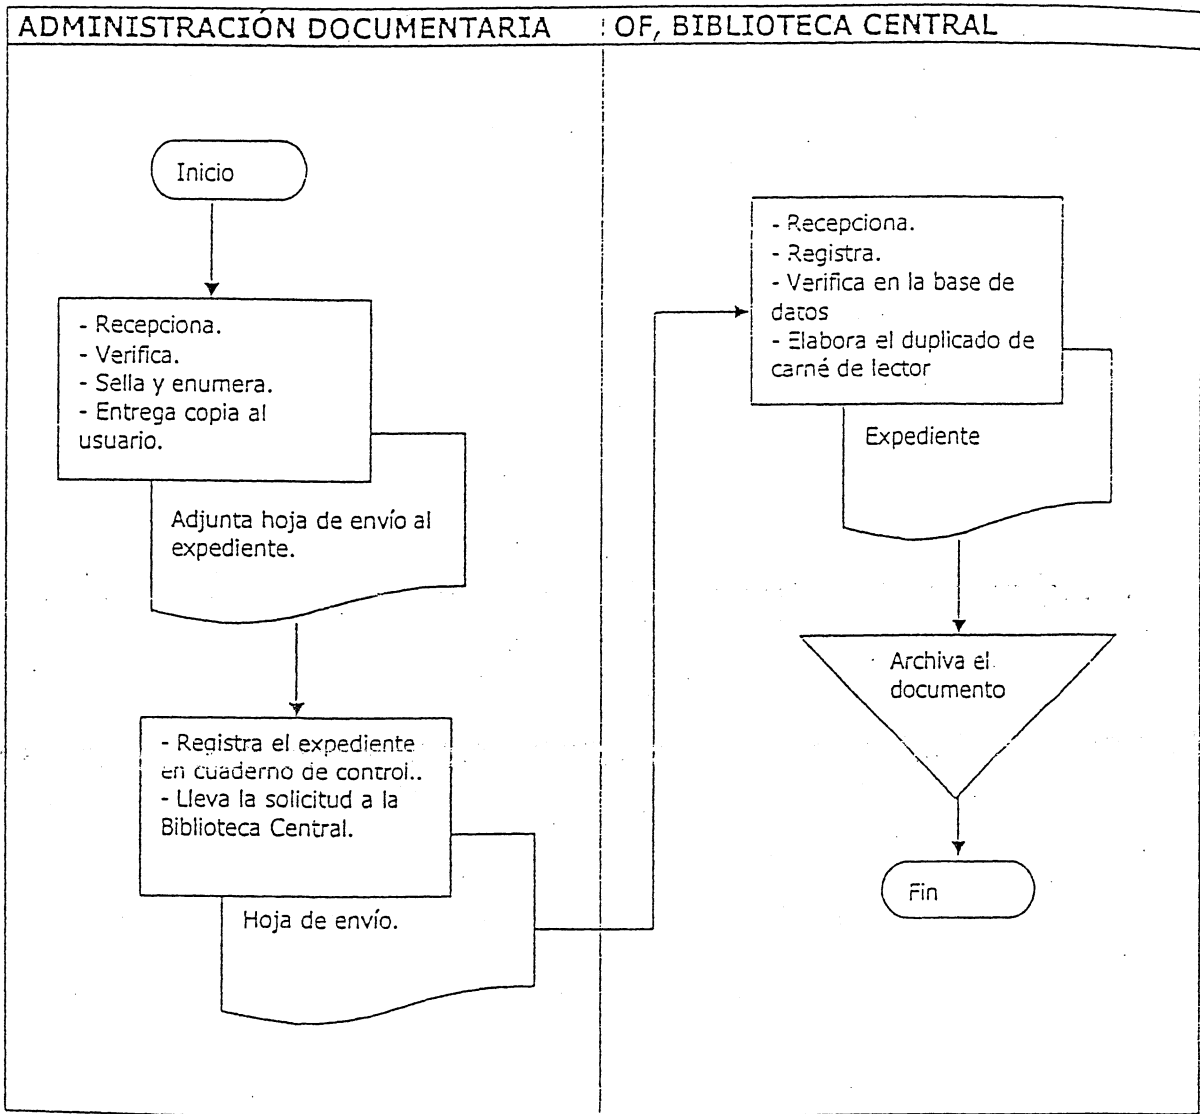 ADMINISTRACIÓN DOCUMENTARIA
OF, BIBLIOTECA CENTRAL
Inicio
- Recepciona.
- Verifica.
- Sella y enumera.
- Entrega copia al
usuario.
Adjunta hoja de envío al
expediente.
- Registra el expediente
en cuaderno de control..
- Lleva la solicitud a la
Biblioteca Central.
Hoja de envío.
- Recepciona.
- Registra.
- Verifica en la base de
datos
- Elabora el duplicado de
carné de lector
Expediente
Archiva el
documento
Fin